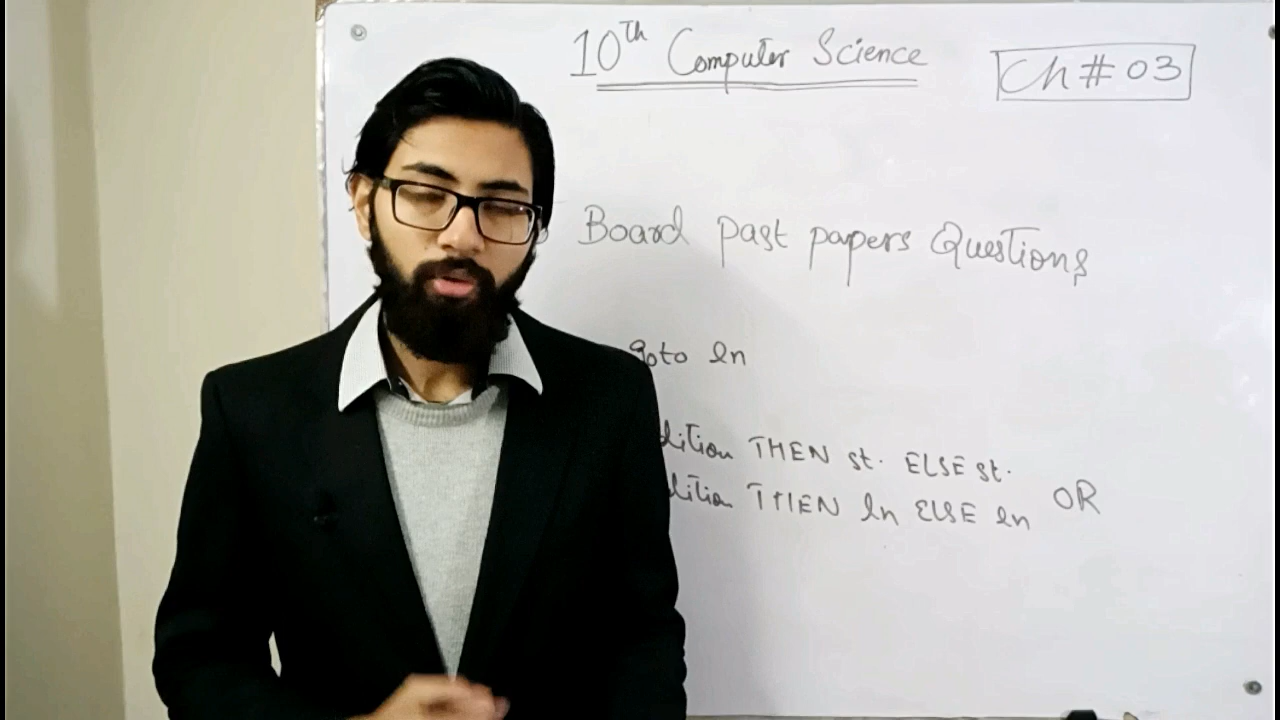 10th Computer Science
Ch # 03
Board past papers Questions
goto ln
dition THEN st. ELSE st.
dition THEN ln ELSE ln OR